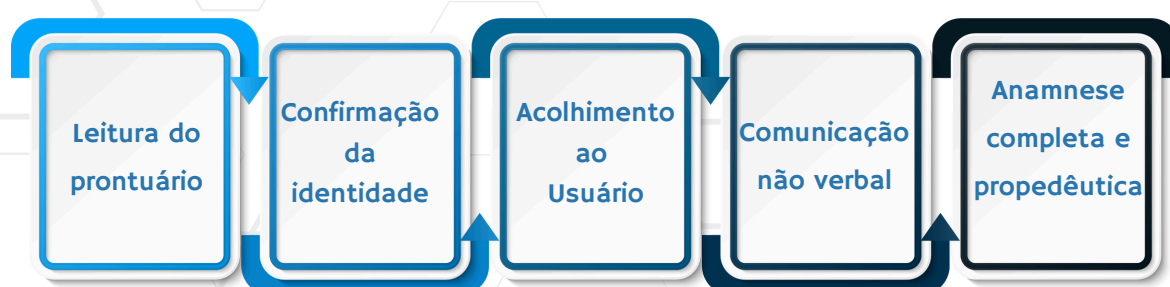 Leitura do
prontuário
Confirmação
da
identidade
Acolhimento
ao
Usuário
Comunicação
não verbal
Anamnese
completa e
propedêutica